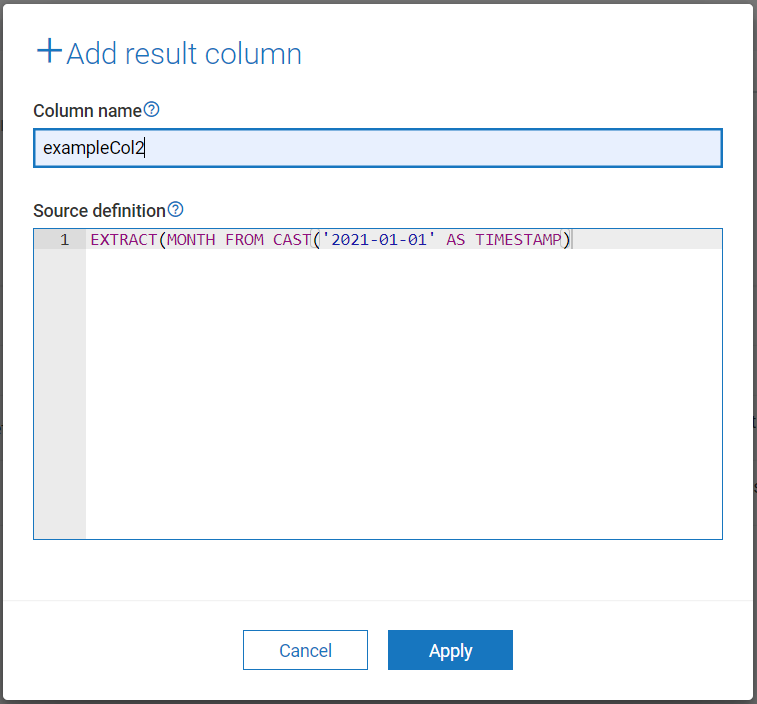 +Add result column
Column name?
exampleCol2
Source definition?
1 EXTRACT(MONTH FROM CAST('2021-01-01' AS TIMESTAMP)
Cancel
Apply